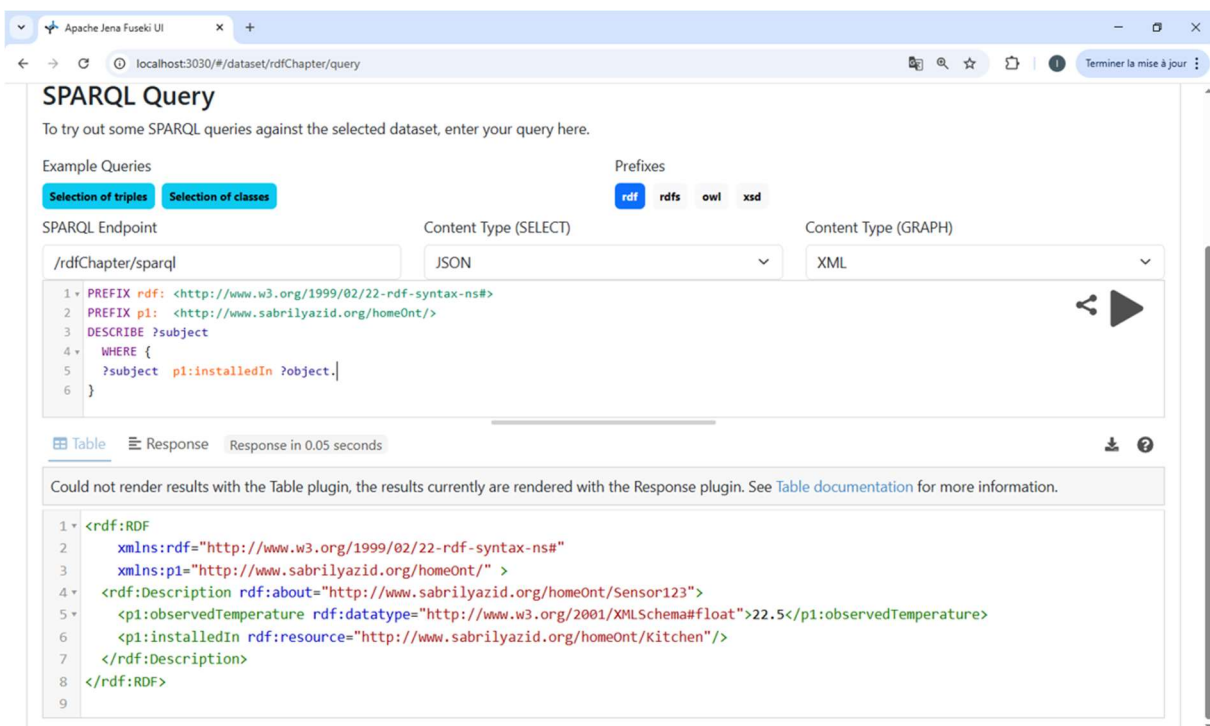 Apache Jena Fuseki UI
localhost:3030/#/dataset/rdfChapter/query
Terminer la mise à jour
SPARQL Query
To try out some SPARQL queries against the selected dataset, enter your query here.
Example Queries
Prefixes
Selection of triples Selection of classes
rdf rdfs owl xsd
SPARQL Endpoint
Content Type (SELECT)
Content Type (GRAPH)
/rdfChapter/sparql
JSON
XML
1 PREFIX rdf: <http://www.w3.org/1999/02/22-rdf-syntax-ns#>
2 PREFIX p1: <http://www.sabrilyazid.org/homeOnt/>
3 DESCRIBE ?subject
4 WHERE {
5 ?subject p1:installedIn ?object.
6 }
Table Response Response in 0.05 seconds
Could not render results with the Table plugin, the results currently are rendered with the Response plugin. See Table documentation for more information.
1 <rdf:RDF
2 xmlns:rdf="http://www.w3.org/1999/02/22-rdf-syntax-ns#"
3 xmlns:p1="http://www.sabrilyazid.org/homeOnt/" >
4 <rdf:Description rdf:about="http://www.sabrilyazid.org/homeOnt/Sensor123">
5 <p1:observedTemperature rdf:datatype="http://www.w3.org/2001/XMLSchema#float">22.5</p1:observedTemperature>
6 <p1:installedIn rdf:resource="http://www.sabrilyazid.org/homeOnt/Kitchen"/>
7 </rdf:Description>
8 </rdf:RDF>
9